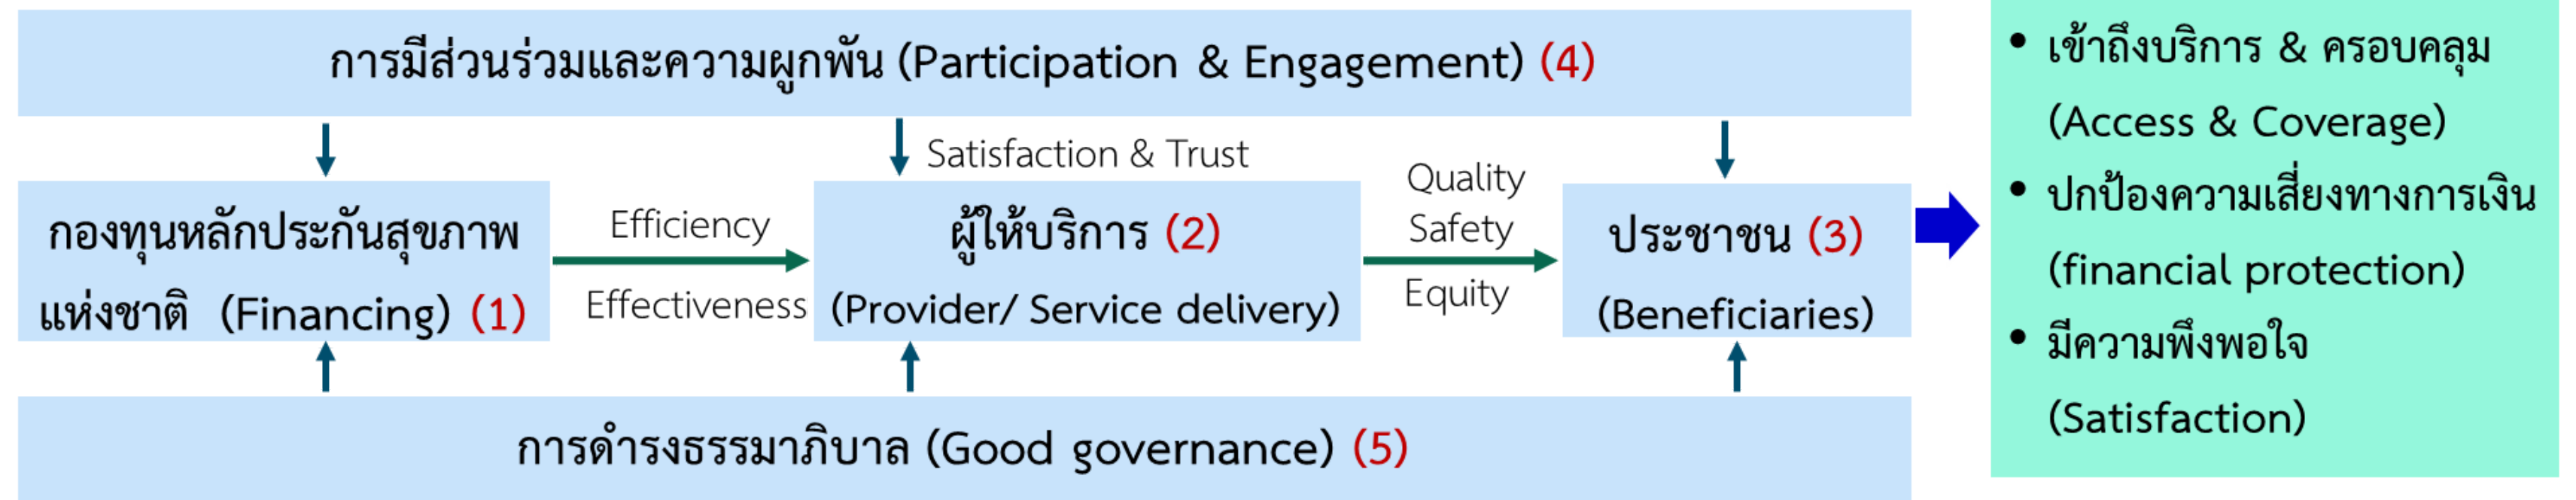 การมีส่วนร่วมและความผูกพัน (Participation & Engagement) (4)
Satisfaction & Trust
กองทุนหลักประกันสุขภาพ
แห่งชาติ (Financing) (1)
Efficiency
Effectiveness
ผู้ให้บริการ (2)
(Provider/ Service delivery)
Quality
Safety
Equity
ประชาชน (3)
(Beneficiaries)
การดำรงธรรมาภิบาล (Good governance) (5)
• เข้าถึงบริการ & ครอบคลุม
(Access & Coverage)
• ปกป้องความเสี่ยงทางการเงิน
(financial protection)
• มีความพึงพอใจ
(Satisfaction)